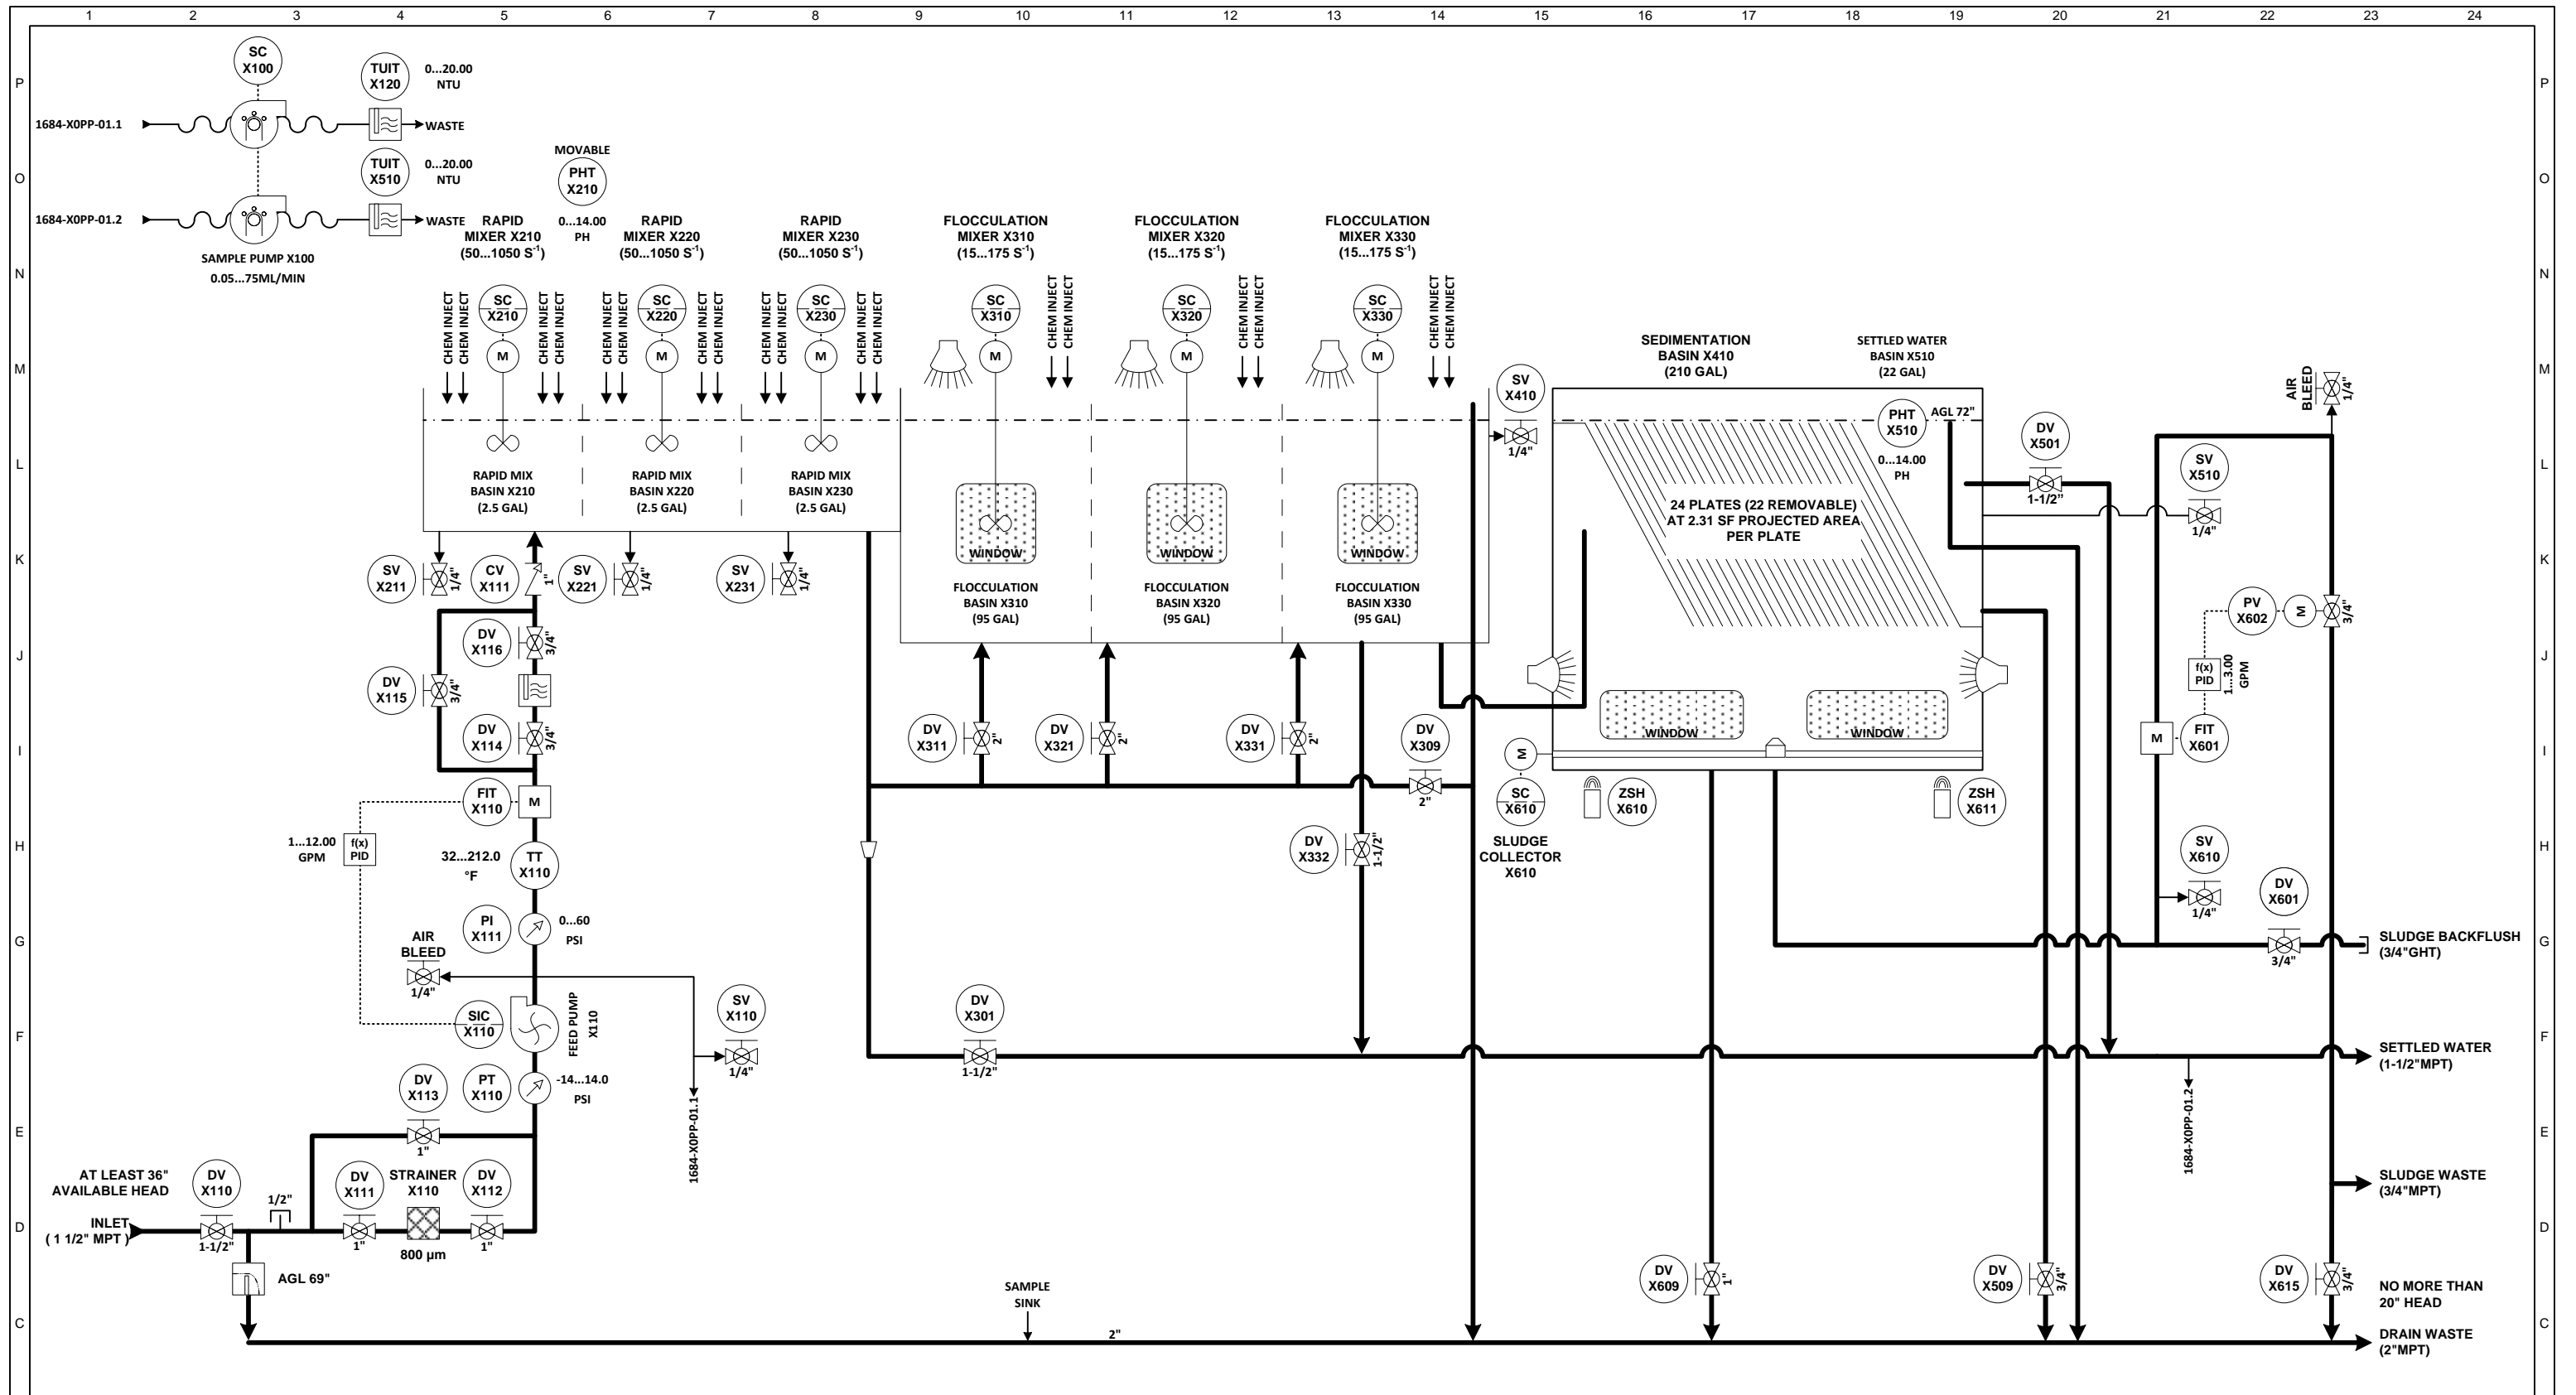 1 2 3 4 5 6 7 8 9 10 11 12 13 14 15 16 17 18 19 20 21 22 23 24
P
O
N
M
L
K
J
I
H
G
F
E
D
C
SC
X100
TUIT
X120
0...20.00
NTU
1684-X0PP-01.1
WASTE
TUIT
X510
0...20.00
NTU
1684-X0PP-01.2
WASTE
SAMPLE PUMP X100
0.05...75ML/MIN
MOVABLE
PHT
X210
0...14.00
PH
RAPID
MIXER X210
(50...1050 S⁻¹)
RAPID
MIXER X220
(50...1050 S⁻¹)
RAPID
MIXER X230
(50...1050 S⁻¹)
FLOCCULATION
MIXER X310
(15...175 S⁻¹)
FLOCCULATION
MIXER X320
(15...175 S⁻¹)
FLOCCULATION
MIXER X330
(15...175 S⁻¹)
CHEM INJECT
CHEM INJECT
SC
X210
M
CHEM INJECT
CHEM INJECT
CHEM INJECT
CHEM INJECT
SC
X220
M
CHEM INJECT
CHEM INJECT
CHEM INJECT
CHEM INJECT
SC
X230
M
CHEM INJECT
CHEM INJECT
SC
X310
M
CHEM INJECT
CHEM INJECT
SC
X320
M
CHEM INJECT
CHEM INJECT
SC
X330
M
CHEM INJECT
CHEM INJECT
RAPID MIX
BASIN X210
(2.5 GAL)
RAPID MIX
BASIN X220
(2.5 GAL)
RAPID MIX
BASIN X230
(2.5 GAL)
WINDOW
FLOCCULATION
BASIN X310
(95 GAL)
WINDOW
FLOCCULATION
BASIN X320
(95 GAL)
WINDOW
FLOCCULATION
BASIN X330
(95 GAL)
SV
X410
1/4"
SEDIMENTATION
BASIN X410
(210 GAL)
SETTLED WATER
BASIN X510
(22 GAL)
PHT
X510
AGL 72"
0...14.00
PH
24 PLATES (22 REMOVABLE)
AT 2.31 SF PROJECTED AREA
PER PLATE
WINDOW
WINDOW
DV
X501
1-1/2"
SV
X510
1/4"
AIR
BLEED
1/4"
PV
X602
M
3/4"
f(x)
PID
1...3.00
GPM
M
FIT
X601
SV
X610
1/4"
DV
X601
3/4"
SLUDGE BACKFLUSH
(3/4"GHT)
SV
X211
1/4"
CV
X111
1"
SV
X221
1/4"
SV
X231
1/4"
DV
X116
3/4"
DV
X115
3/4"
DV
X114
3/4"
DV
X311
2"
DV
X321
2"
DV
X331
2"
DV
X309
2"
M
SC
X610
SLUDGE
COLLECTOR
X610
ZSH
X610
ZSH
X611
FIT
X110
M
1...12.00
GPM
f(x)
PID
32...212.0
°F
TT
X110
DV
X332
1-1/2"
PI
X111
0...60
PSI
AIR
BLEED
1/4"
SIC
X110
FEED PUMP
X110
SV
X110
1/4"
1684-X0PP-01.1
DV
X301
1-1/2"
SETTLED WATER
(1-1/2"MPT)
1684-X0PP-01.2
DV
X113
1"
PT
X110
-14...14.0
PSI
AT LEAST 36"
AVAILABLE HEAD
INLET
( 1 1/2" MPT )
DV
X110
1-1/2"
1/2"
DV
X111
1"
STRAINER
X110
800 µm
DV
X112
1"
AGL 69"
SAMPLE
SINK
2"
DV
X609
1"
DV
X509
3/4"
DV
X615
3/4"
SLUDGE WASTE
(3/4"MPT)
NO MORE THAN
20" HEAD
DRAIN WASTE
(2"MPT)
P
O
N
M
L
K
J
I
H
G
F
E
D
C